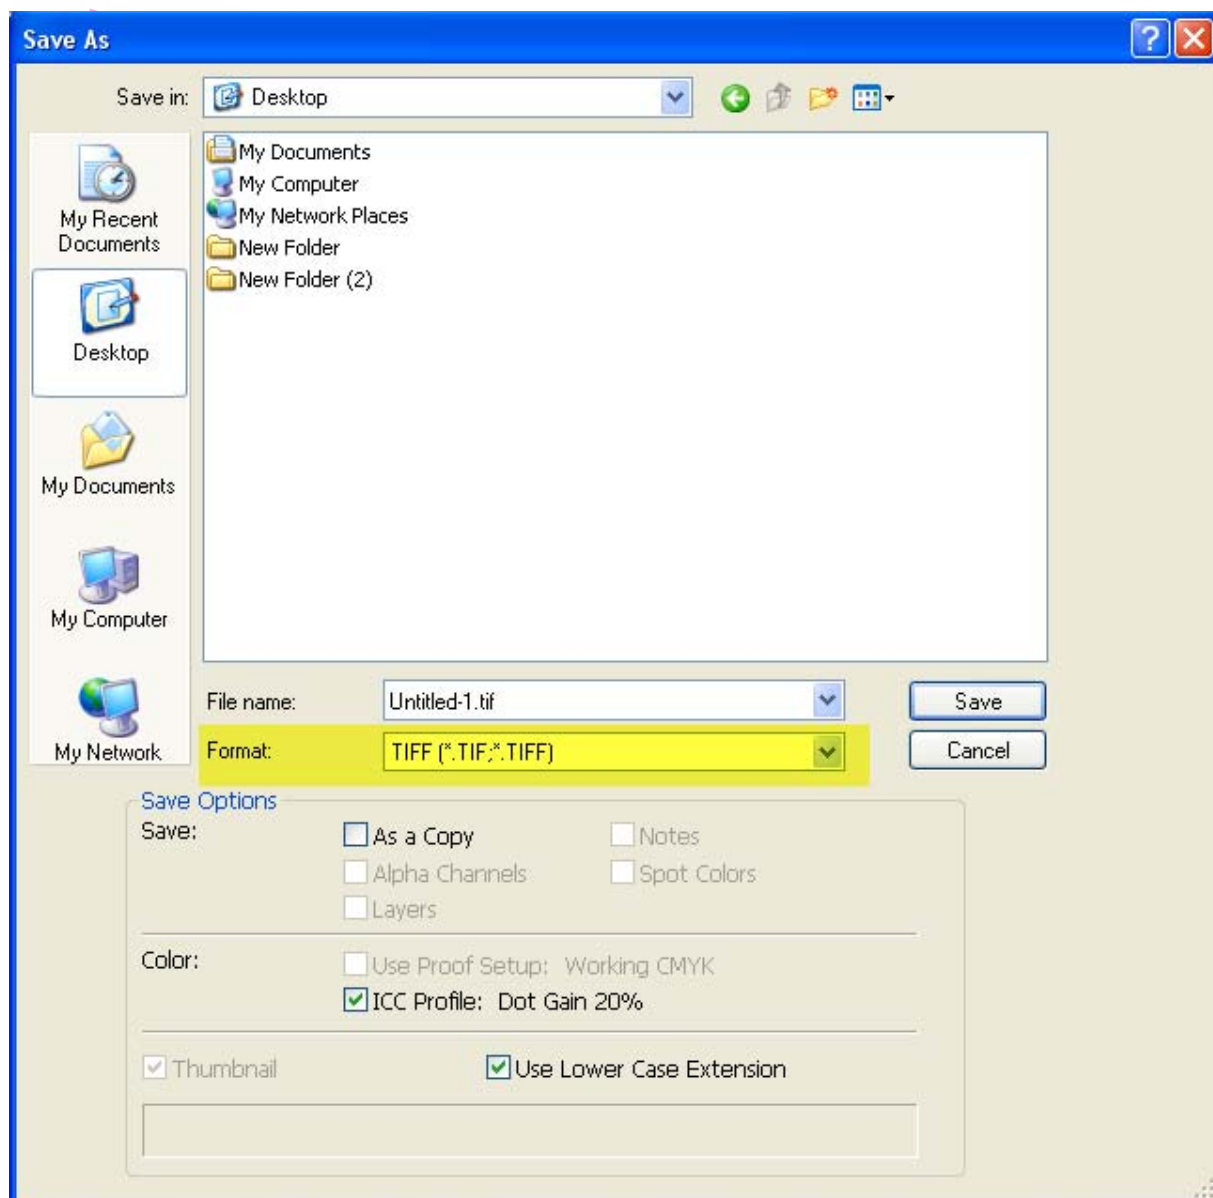 Save As
Save in: Desktop
My Documents
My Computer
My Network Places
New Folder
New Folder (2)
My Recent
Documents
Desktop
My Documents
My Computer
My Network
File name: Untitled-1.tif Save
Format: TIFF (*.TIF;*.TIFF) Cancel
Save Options
Save: As a Copy Notes
Alpha Channels Spot Colors
Layers
Color: Use Proof Setup: Working CMYK
ICC Profile: Dot Gain 20%
Thumbnail Use Lower Case Extension